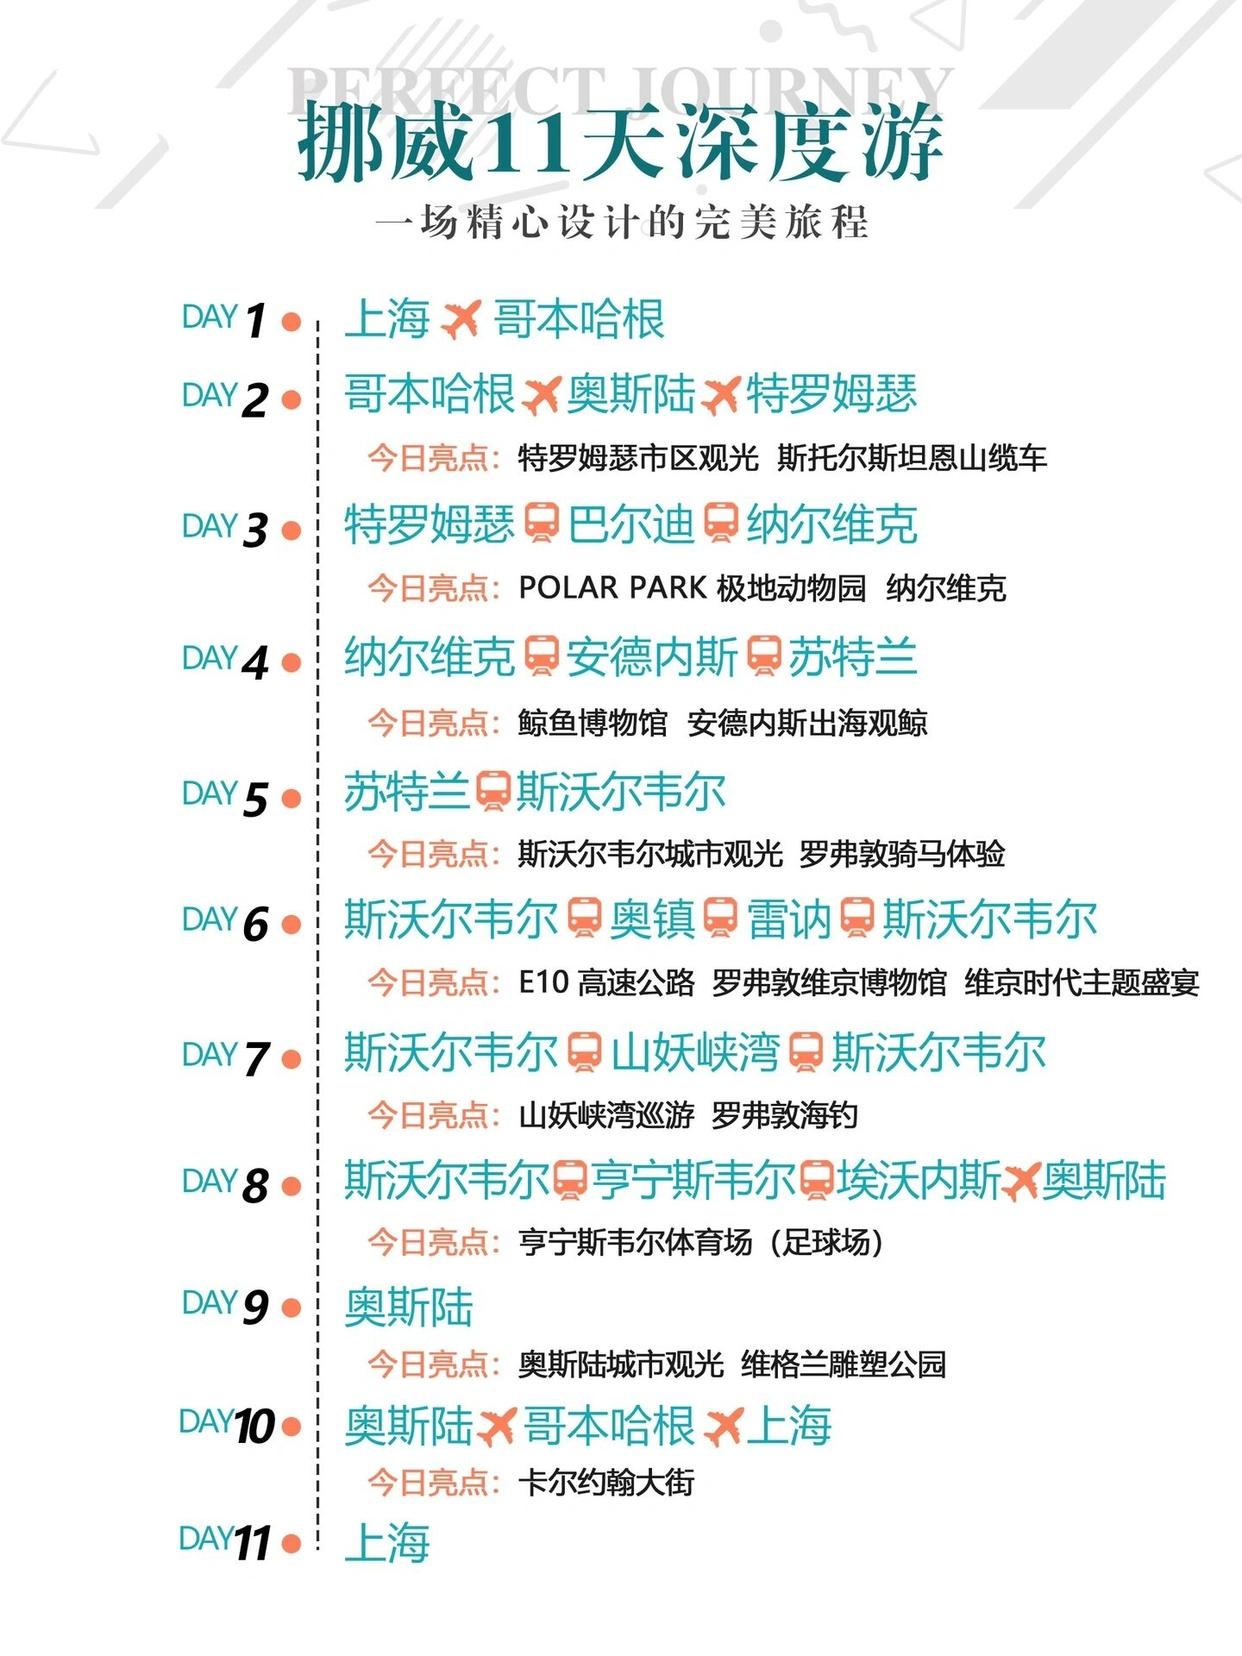 PERFECT JOURNEY
挪威11天深度游
一场精心设计的完美旅程
DAY 1 上海 哥本哈根
DAY 2 哥本哈根 奥斯陆 特罗姆瑟
今日亮点：特罗姆瑟市区观光 斯托尔斯坦恩山缆车
DAY 3 特罗姆瑟 巴尔迪 纳尔维克
今日亮点：POLAR PARK 极地动物园 纳尔维克
DAY 4 纳尔维克 安德内斯 苏特兰
今日亮点：鲸鱼博物馆 安德内斯出海观鲸
DAY 5 苏特兰 斯沃尔韦尔
今日亮点：斯沃尔韦尔城市观光 罗弗敦骑马体验
DAY 6 斯沃尔韦尔 奥镇 雷讷 斯沃尔韦尔
今日亮点：E10 高速公路 罗弗敦维京博物馆 维京时代主题盛宴
DAY 7 斯沃尔韦尔 山妖峡湾 斯沃尔韦尔
今日亮点：山妖峡湾巡游 罗弗敦海钓
DAY 8 斯沃尔韦尔 亨宁斯韦尔 埃沃内斯 奥斯陆
今日亮点：亨宁斯韦尔体育场（足球场）
DAY 9 奥斯陆
今日亮点：奥斯陆城市观光 维格兰雕塑公园
DAY 10 奥斯陆 哥本哈根 上海
今日亮点：卡尔约翰大街
DAY 11 上海